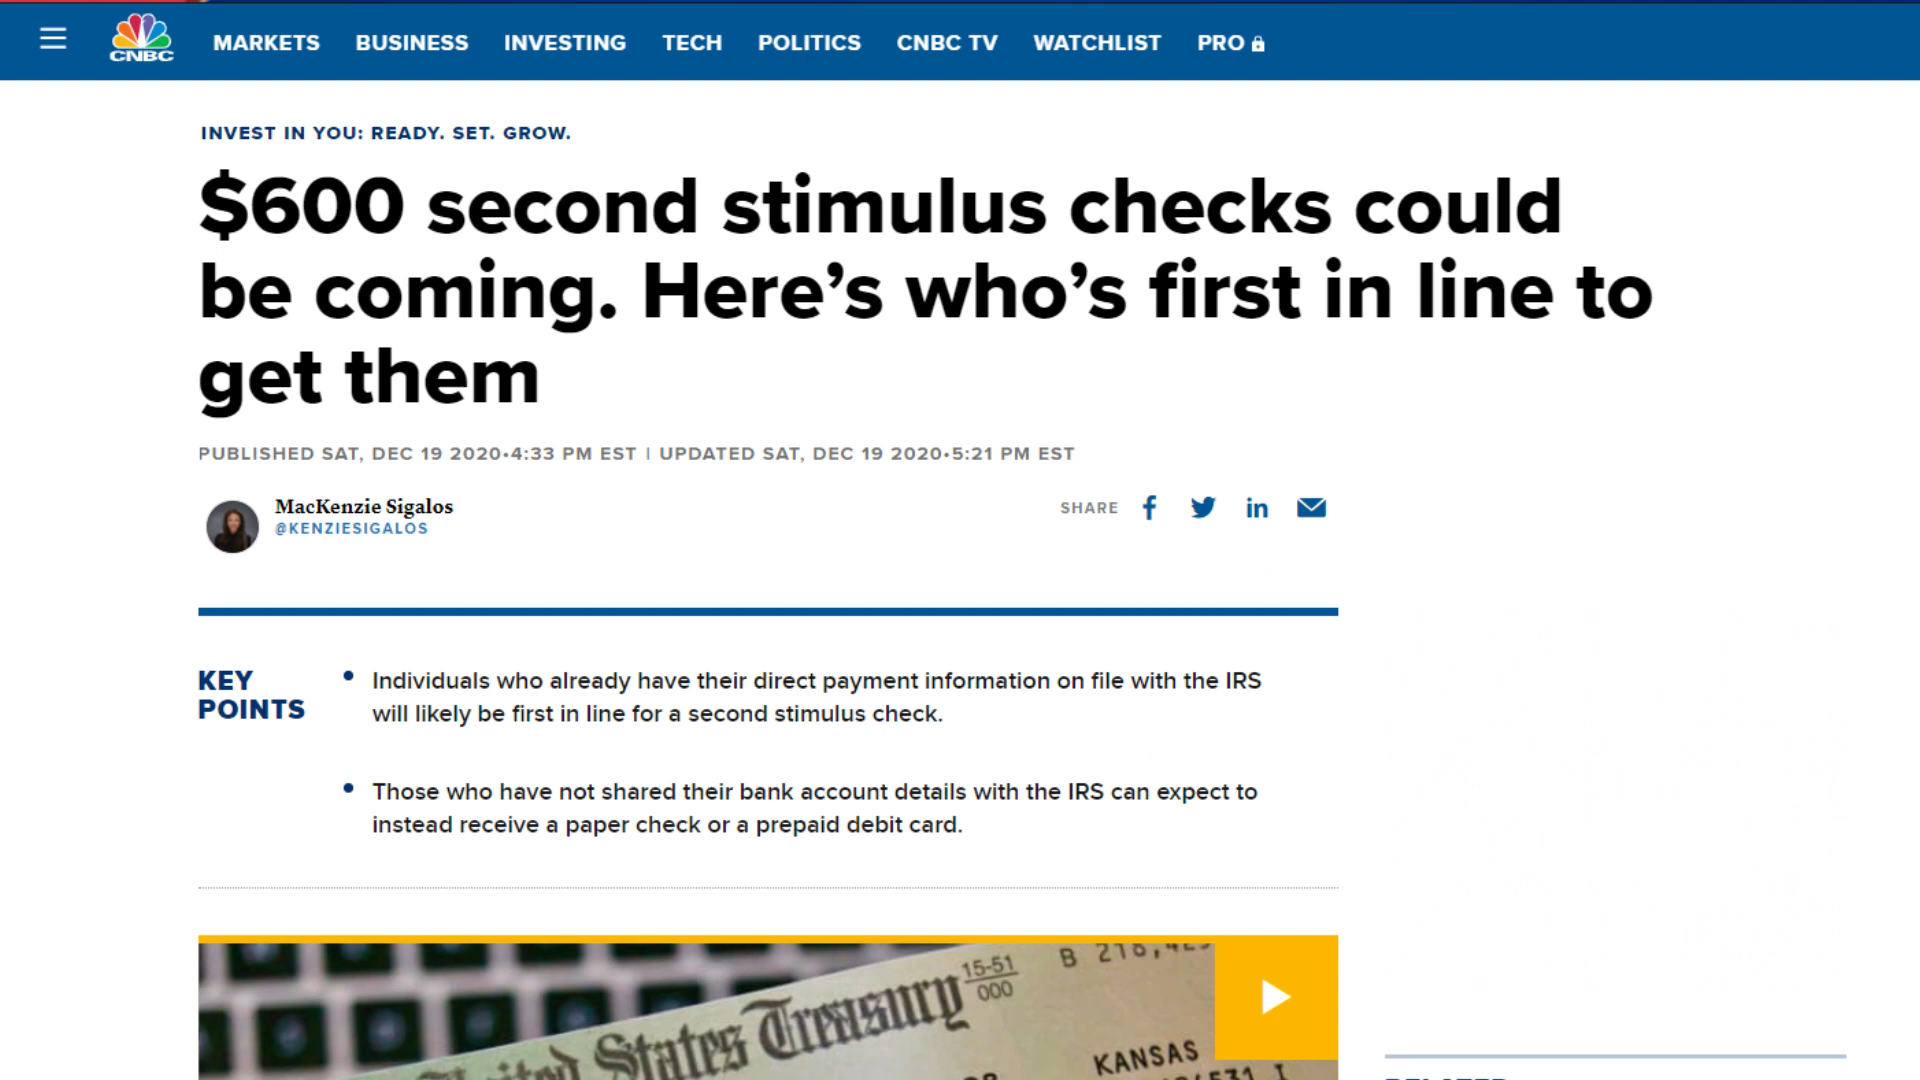 CNBC
MARKETS BUSINESS INVESTING TECH POLITICS CNBC TV WATCHLIST PRO
INVEST IN YOU: READY. SET. GROW.
$600 second stimulus checks could
be coming. Here’s who’s first in line to
get them
PUBLISHED SAT, DEC 19 2020•4:33 PM EST | UPDATED SAT, DEC 19 2020•5:21 PM EST
MacKenzie Sigalos
@KENZIESIGALOS
SHARE
KEY
POINTS
• Individuals who already have their direct payment information on file with the IRS
will likely be first in line for a second stimulus check.
• Those who have not shared their bank account details with the IRS can expect to
instead receive a paper check or a prepaid debit card.
15-51
000
B
United States Treasury
KANSAS